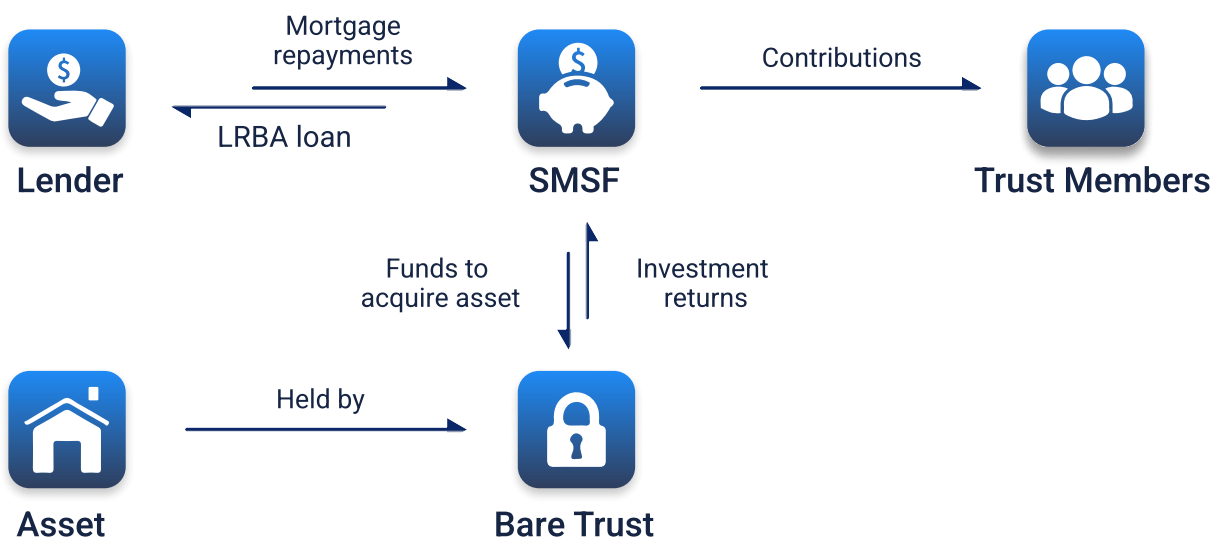 Mortgage
repayments
Contributions
LRBA loan
Lender
SMSF
Trust Members
Funds to
acquire asset
Investment
returns
Held by
Asset
Bare Trust